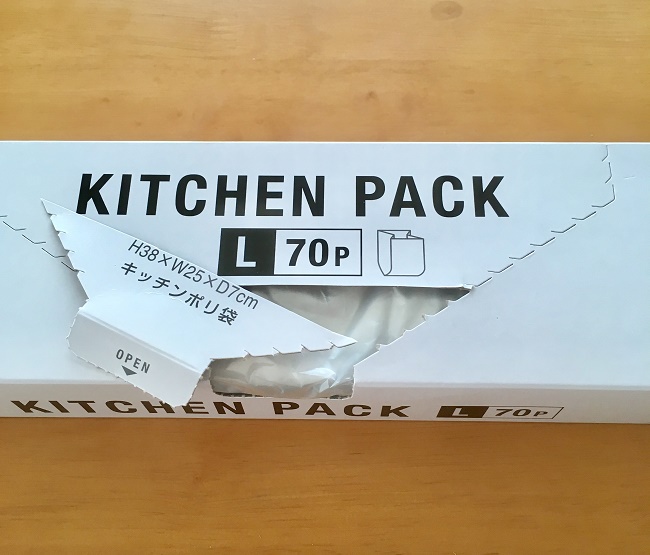 KITCHEN PACK
L 70P
H38×W25×D7cm
キッチンポリ袋
OPEN
KITCHEN PACK L 70P